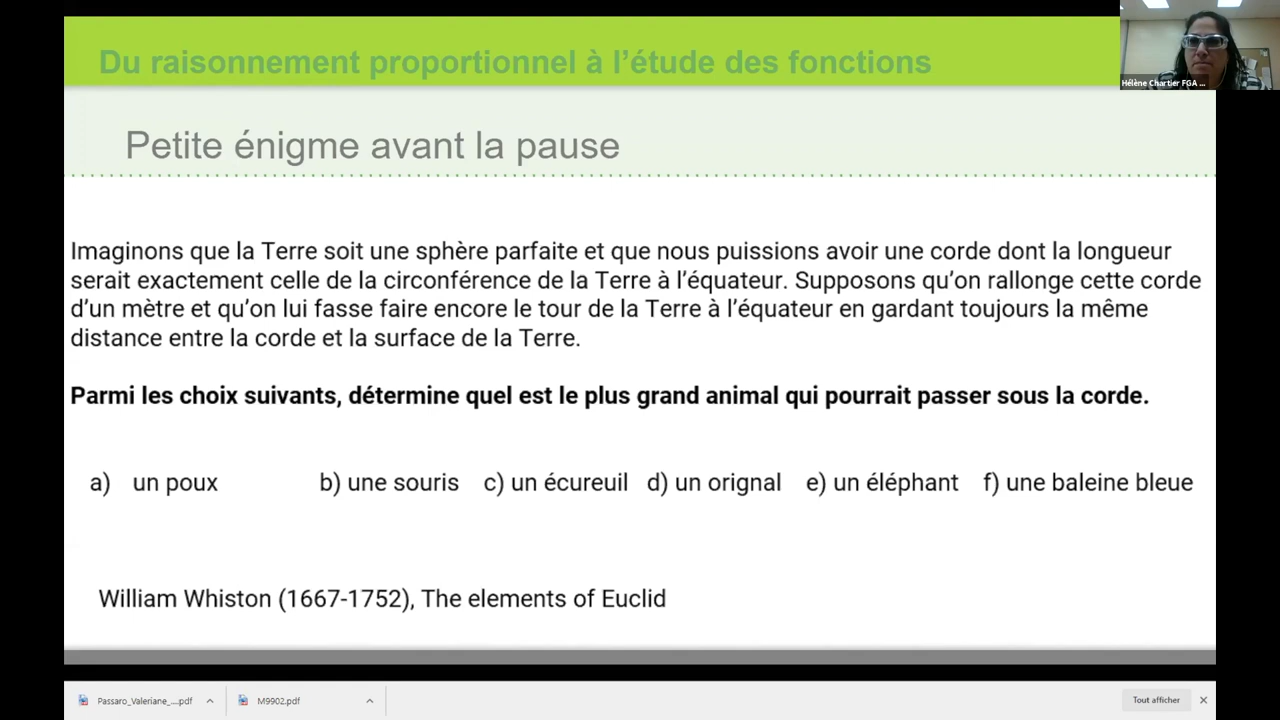 Du raisonnement proportionnel à l'étude des fonctions
Hélène Chartier FGA ...
Petite énigme avant la pause
Imaginons que la Terre soit une sphère parfaite et que nous puissions avoir une corde dont la longueur
serait exactement celle de la circonférence de la Terre à l'équateur. Supposons qu'on rallonge cette corde
d'un mètre et qu'on lui fasse faire encore le tour de la Terre à l'équateur en gardant toujours la même
distance entre la corde et la surface de la Terre.
Parmi les choix suivants, détermine quel est le plus grand animal qui pourrait passer sous la corde.
a) un poux b) une souris c) un écureuil d) un orignal e) un éléphant f) une baleine bleue
William Whiston (1667-1752), The elements of Euclid
Passaro_Valeriane_....pdf M9902.pdf Tout afficher